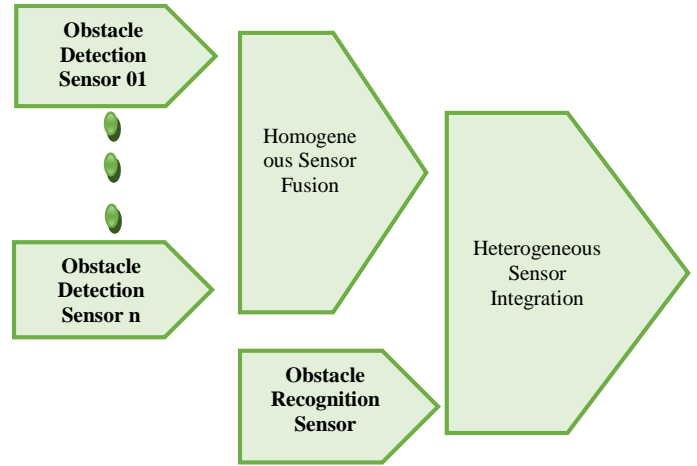 Obstacle
Detection
Sensor 01
Homogene
ous Sensor
Fusion
Heterogeneous
Sensor
Integration
Obstacle
Detection
Sensor n
Obstacle
Recognition
Sensor